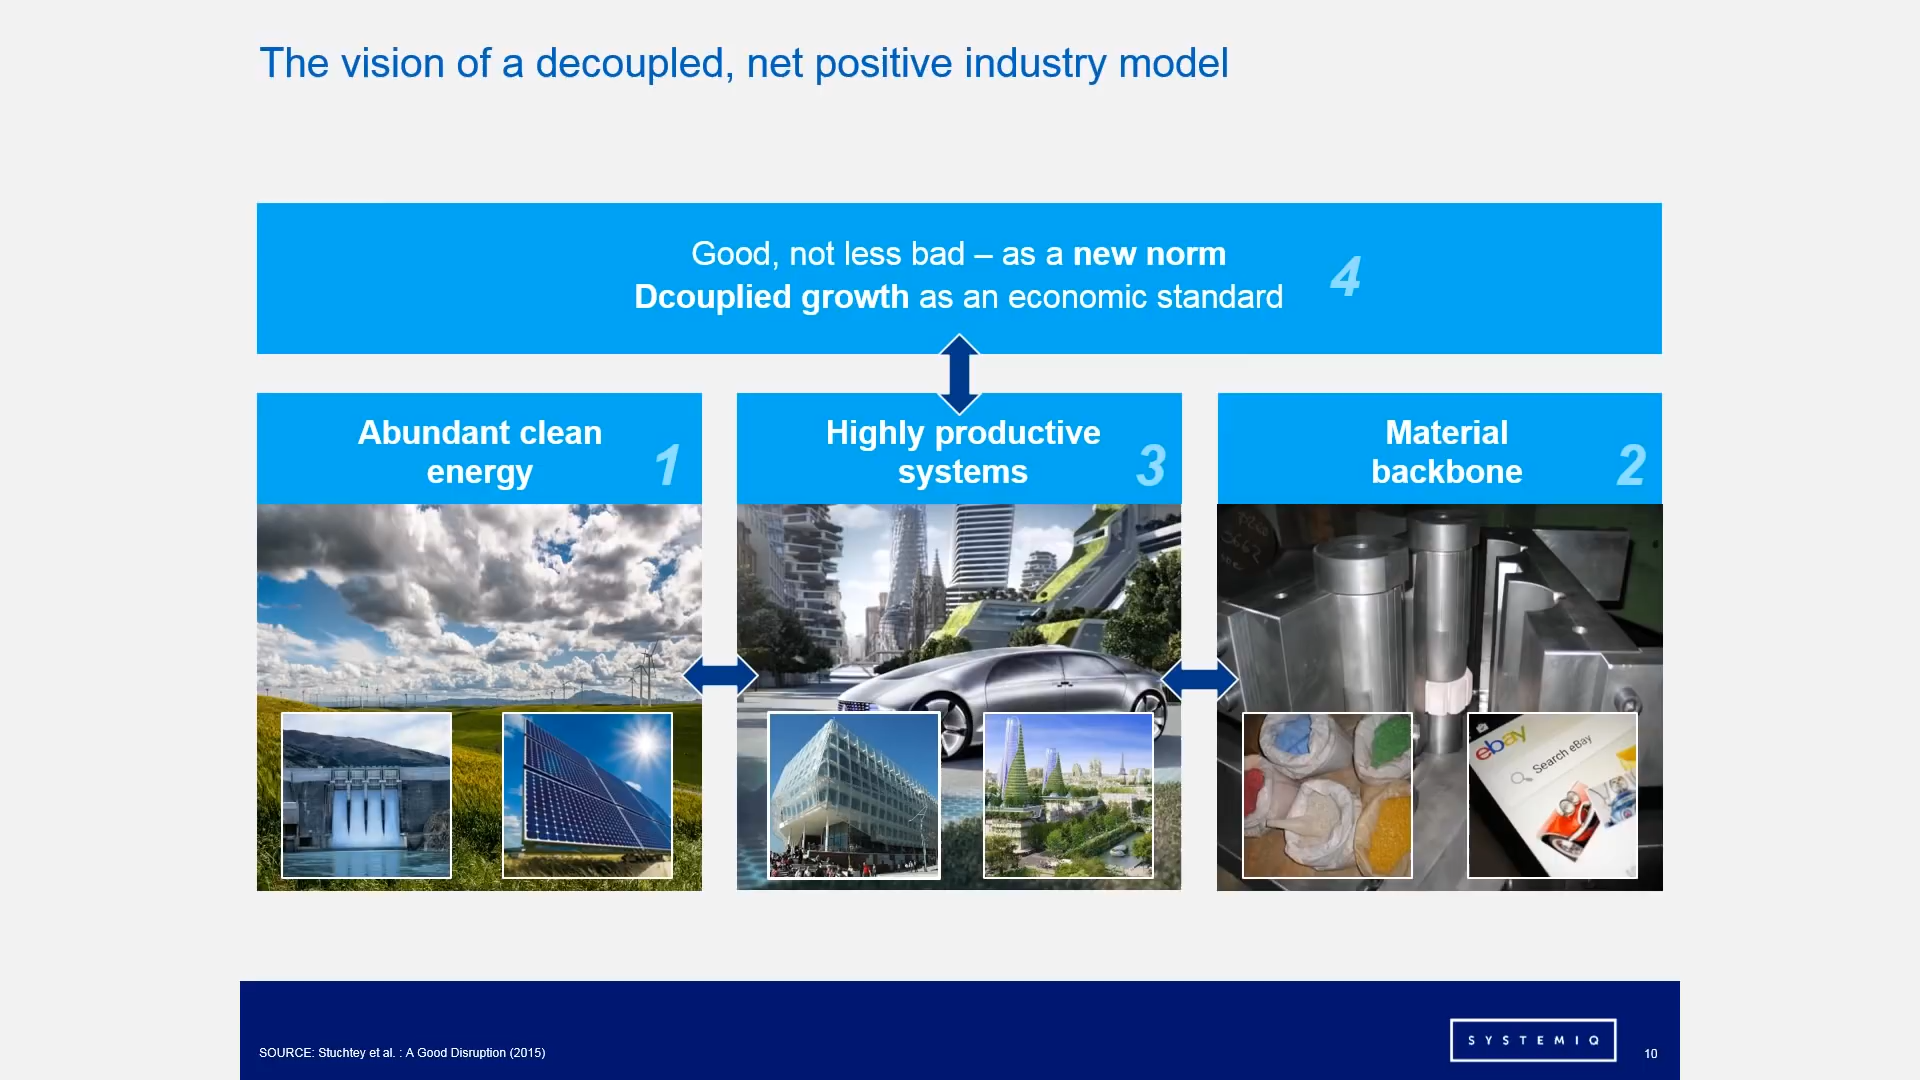 The vision of a decoupled, net positive industry model
Good, not less bad – as a new norm
Dcouplied growth as an economic standard
4
Abundant clean
energy
1
Highly productive
systems
3
Material
backbone
2
ebay
Search eBay
SOURCE: Stuchtey et al. : A Good Disruption (2015)
SYSTEMIQ
10